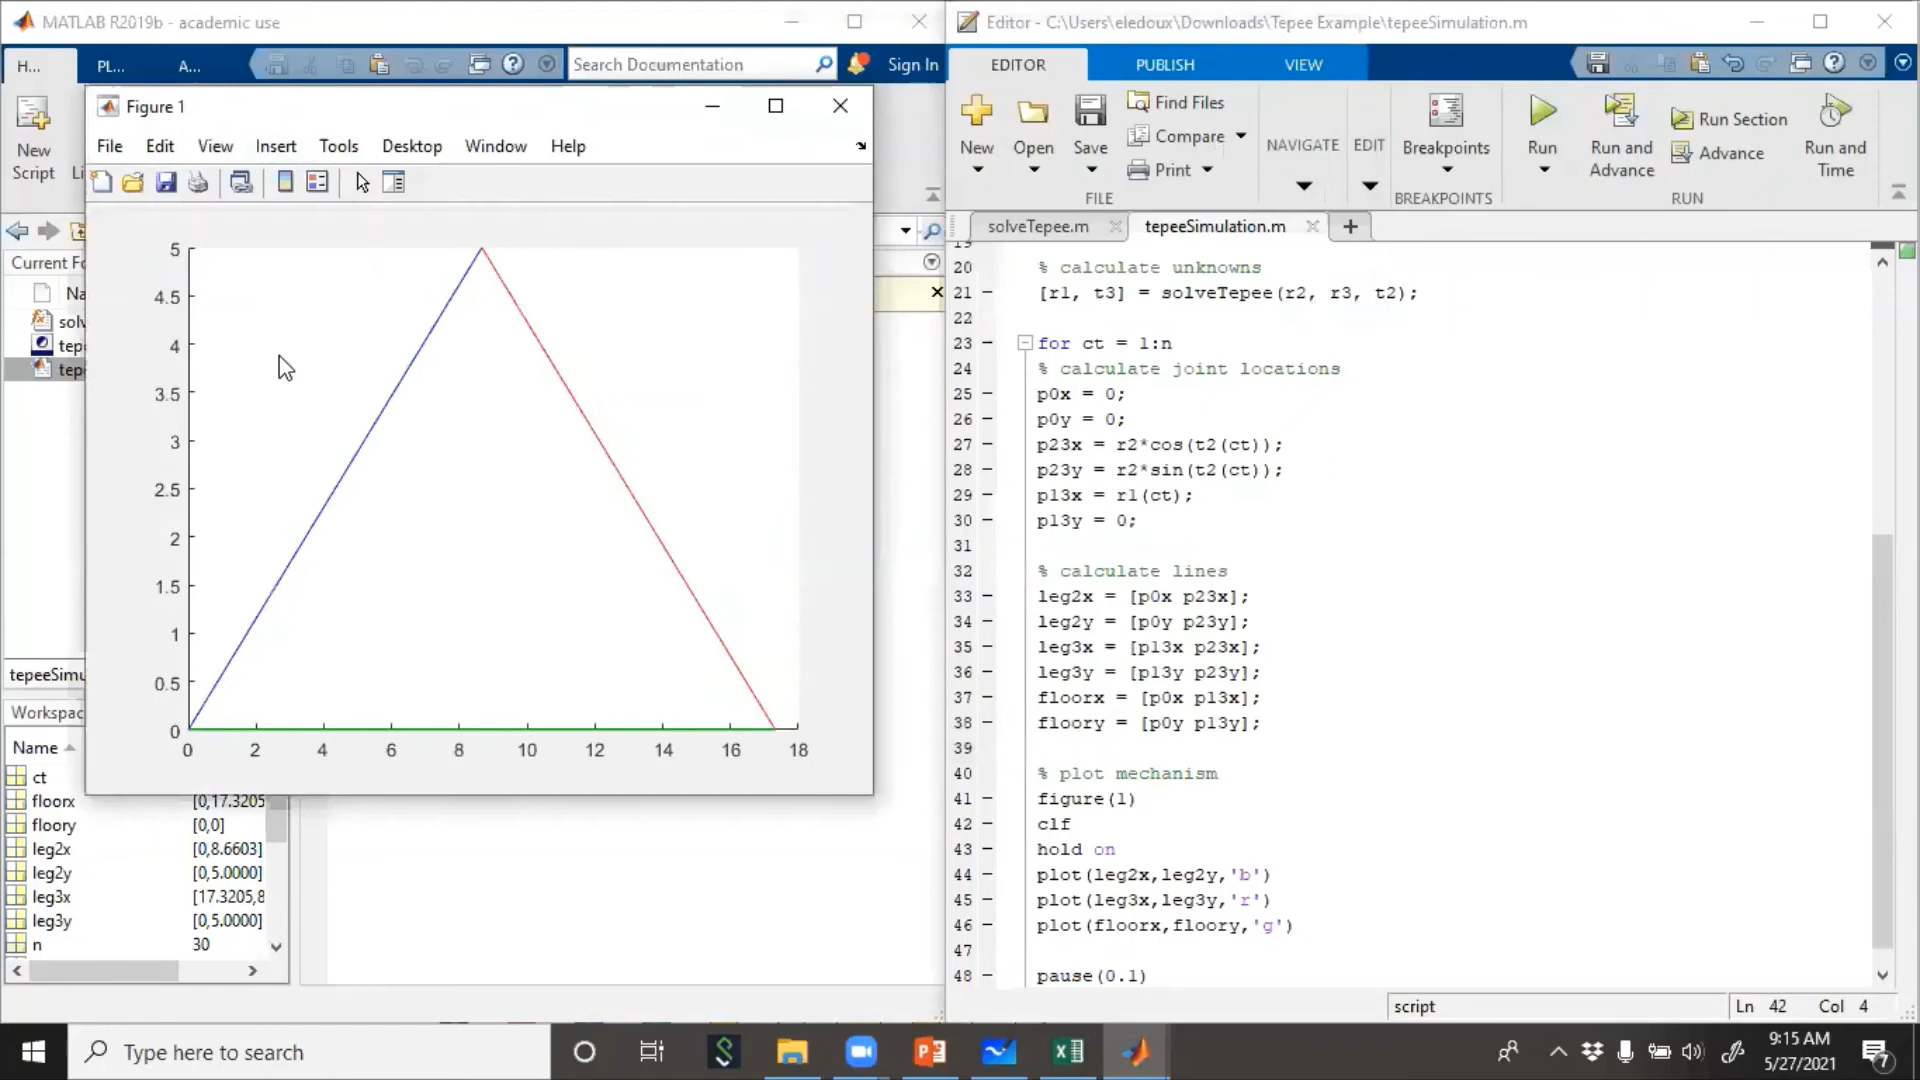 MATLAB R2019b - academic use
H...
PL...
A...
Search Documentation
Sign In
New
Script
Figure 1
File Edit View Insert Tools Desktop Window Help
5
4.5
4
3.5
3
2.5
2
1.5
1
0.5
0
0 2 4 6 8 10 12 14 16 18
Current Fo
Na
solv
tepe
tepe
tepeeSimu
Workspac
Name
ct
floorx [0,17.3205
floory [0,0]
leg2x [0,8.6603]
leg2y [0,5.0000]
leg3x [17.3205,8
leg3y [0,5.0000]
n 30
Editor - C:\Users\eledoux\Downloads\Tepee Example\tepeeSimulation.m
EDITOR PUBLISH VIEW
New
Open
Save
Find Files
Compare
Print
FILE
NAVIGATE
EDIT
Breakpoints
BREAKPOINTS
Run
Run and
Advance
Run Section
Advance
Run and
Time
RUN
solveTepee.m
tepeeSimulation.m
19
20 % calculate unknowns
21 – [r1, t3] = solveTepee(r2, r3, t2);
22
23 – for ct = 1:n
24 % calculate joint locations
25 – p0x = 0;
26 – p0y = 0;
27 – p23x = r2*cos(t2(ct));
28 – p23y = r2*sin(t2(ct));
29 – p13x = r1(ct);
30 – p13y = 0;
31
32 % calculate lines
33 – leg2x = [p0x p23x];
34 – leg2y = [p0y p23y];
35 – leg3x = [p13x p23x];
36 – leg3y = [p13y p23y];
37 – floorx = [p0x p13x];
38 – floory = [p0y p13y];
39
40 % plot mechanism
41 – figure(1)
42 – clf
43 – hold on
44 – plot(leg2x,leg2y,'b')
45 – plot(leg3x,leg3y,'r')
46 – plot(floorx,floory,'g')
47
48 – pause(0.1)
script
Ln 42 Col 4
Type here to search
9:15 AM
5/27/2021
7